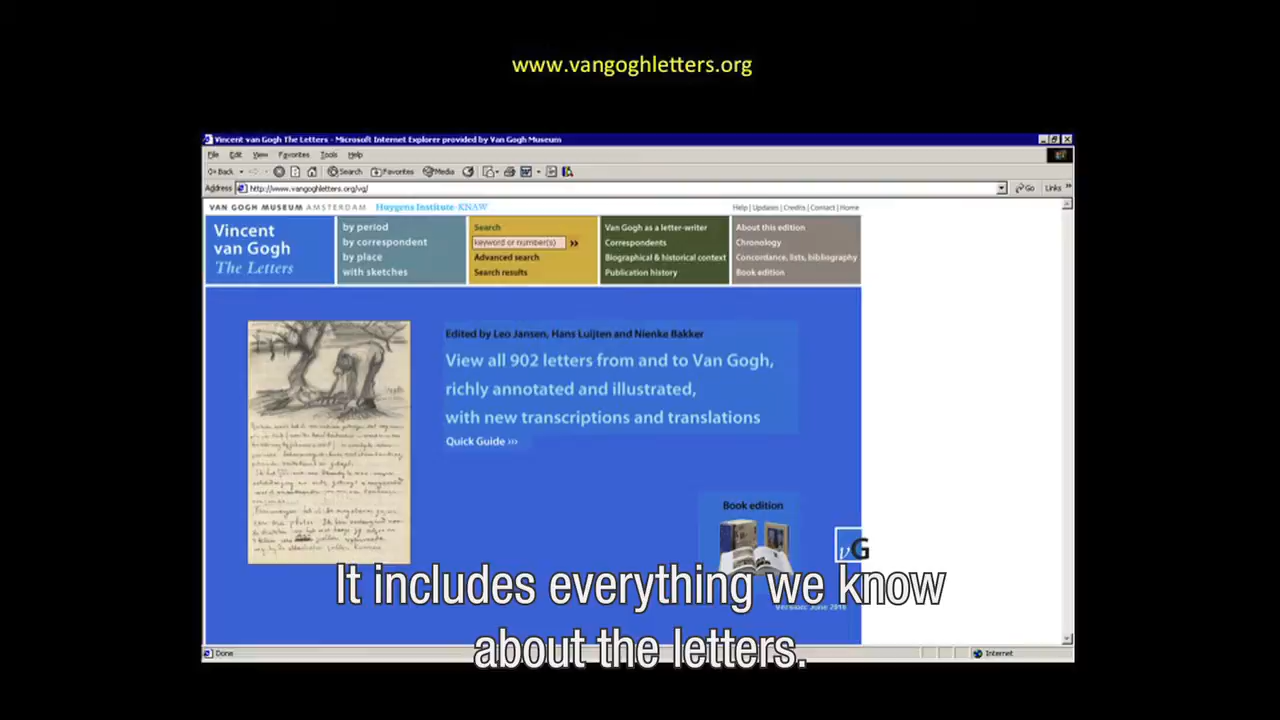 www.vangoghletters.org
Vincent van Gogh The Letters - Microsoft Internet Explorer provided by Van Gogh Museum
File Edit View Favorites Tools Help
Back Search Favorites Media
Address http://www.vangoghletters.org/vg/ Go Links »
VAN GOGH MUSEUM AMSTERDAM Huygens Institute-KNAW Help | Updates | Credits | Contact | Home
Vincent
van Gogh
The Letters
by period
by correspondent
by place
with sketches
Search
keyword or number(s) »
Advanced search
Search results
Van Gogh as a letter-writer
Correspondents
Biographical & historical context
Publication history
About this edition
Chronology
Concordance, lists, bibliography
Book edition
Edited by Leo Jansen, Hans Luijten and Nienke Bakker
View all 902 letters from and to Van Gogh,
richly annotated and illustrated,
with new transcriptions and translations
Quick Guide ›››
Book edition
vG
It includes everything we know
about the letters.
Version: June 2010
Done Internet